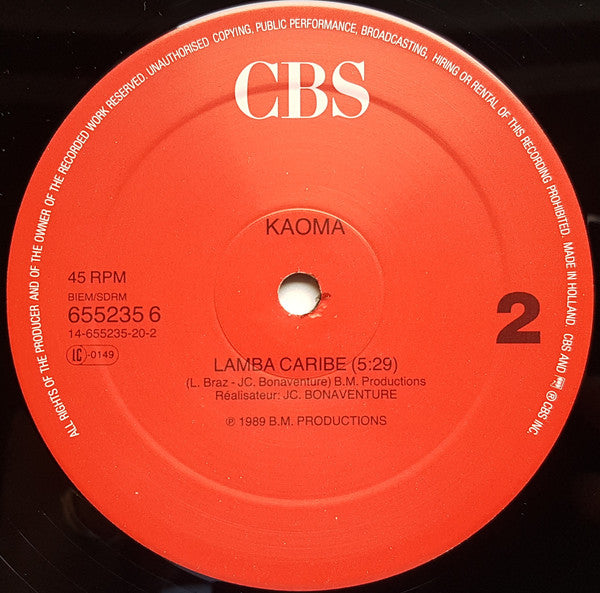 ALL RIGHTS OF THE PRODUCER AND OF THE OWNER OF THE RECORDED WORK RESERVED. UNAUTHORISED COPYING, PUBLIC PERFORMANCE, BROADCASTING, HIRING OR RENTAL OF THIS RECORDING PROHIBITED. MADE IN HOLLAND. CBS AND ® CBS INC.
CBS
KAOMA
45 RPM
BIEM/SDRM
655235 6
14-655235-20-2
LC-0149
2
LAMBA CARIBE (5:29)
(L. Braz - JC. Bonaventure) B.M. Productions
Réalisateur: JC. BONAVENTURE
℗ 1989 B.M. PRODUCTIONS